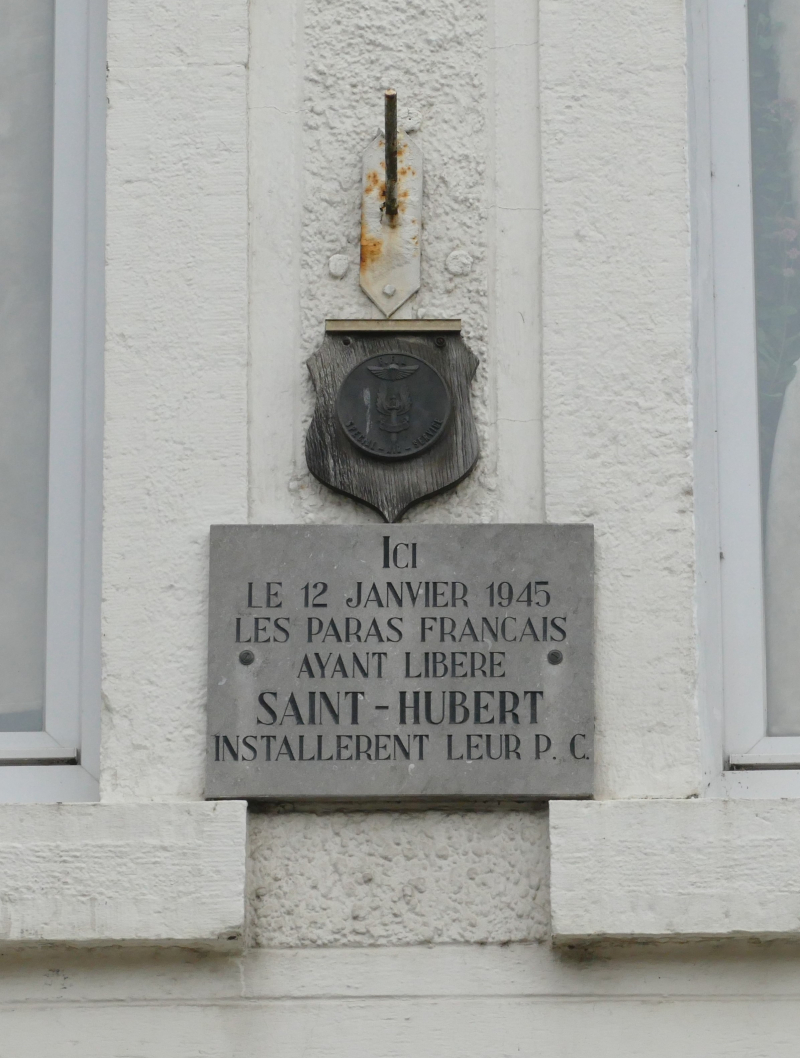 ICI
LE 12 JANVIER 1945
LES PARAS FRANCAIS
AYANT LIBERE
SAINT-HUBERT
INSTALLERENT LEUR P. C.